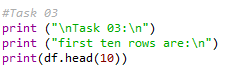 #Task 03
print ("\nTask 03:\n")
print ("first ten rows are:\n")
print(df.head(10))